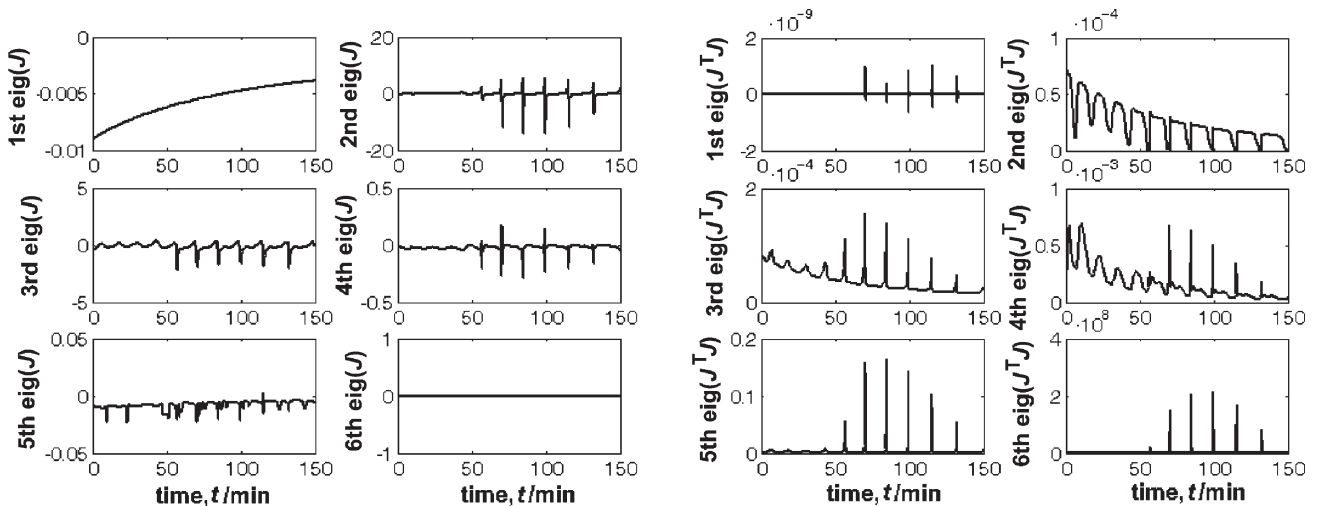 1st eig(J)
0
-0.005
-0.01
0 50 100 150
2nd eig(J)
20
0
-20
0 50 100 150
3rd eig(J)
5
0
-5
0 50 100 150
4th eig(J)
0.5
0
-0.5
0 50 100 150
5th eig(J)
0.05
0
-0.05
0 50 100 150
time, t/min
6th eig(J)
1
0
-1
0 50 100 150
time, t/min
1st eig(JᵀJ)
·10⁻⁹
2
0
-2
0 50 100 150
2nd eig(JᵀJ)
·10⁻⁴
1
0.5
0
0 50 100 150
3rd eig(JᵀJ)
·10⁻⁴
2
1
0
0 50 100 150
4th eig(JᵀJ)
·10⁻³
1
0.5
0
0 50 100 150
5th eig(JᵀJ)
0.2
0.1
0
0 50 100 150
time, t/min
6th eig(JᵀJ)
·10⁸
4
2
0
0 50 100 150
time, t/min